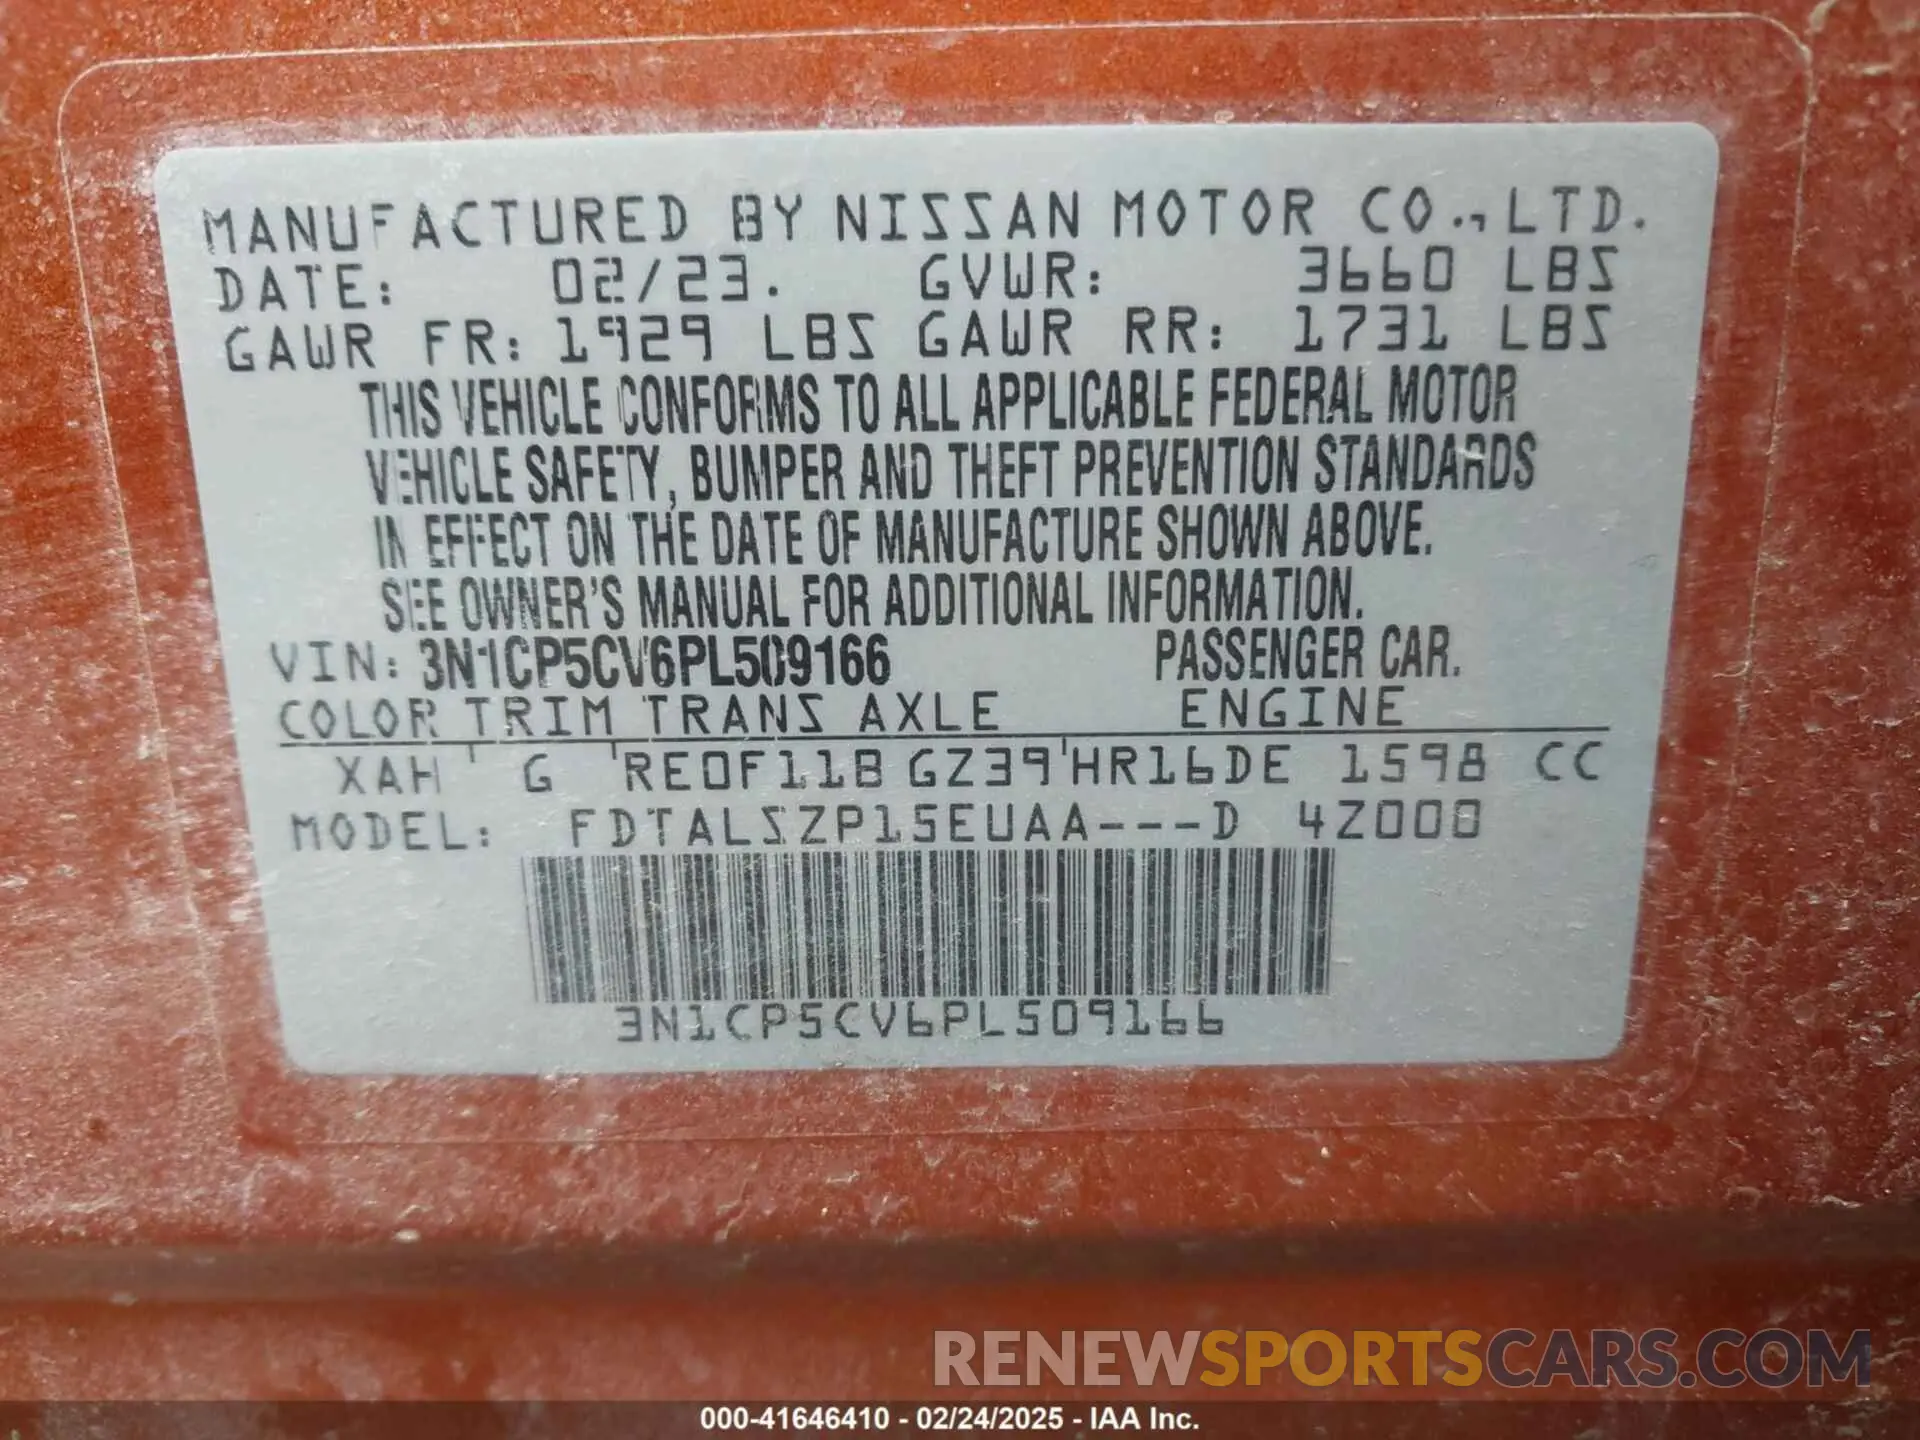 MANUFACTURED BY NISSAN MOTOR CO., LTD.
DATE: 02/23. GVWR: 3660 LBS
GAWR FR: 1929 LBS GAWR RR: 1731 LBS
THIS VEHICLE CONFORMS TO ALL APPLICABLE FEDERAL MOTOR
VEHICLE SAFETY, BUMPER AND THEFT PREVENTION STANDARDS
IN EFFECT ON THE DATE OF MANUFACTURE SHOWN ABOVE.
SEE OWNER'S MANUAL FOR ADDITIONAL INFORMATION.
VIN: 3N1CP5CV6PL509166 PASSENGER CAR.
COLOR TRIM TRANS AXLE ENGINE
XAH G RE0F11B GZ39 HR16DE 1598 CC
MODEL: FDTALSZP15EUAA---D 4Z000
3N1CP5CV6PL509166
RENEWSPORTSCARS.COM
000-41646410 - 02/24/2025 - IAA Inc.